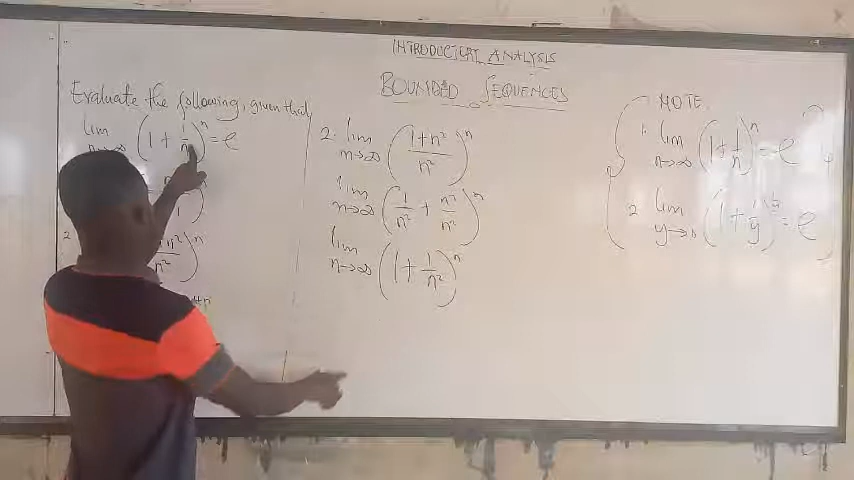 INTRODUCTORY ANALYSIS
BOUNDED SEQUENCES
Evaluate the following, given that
lim n→∞ (1 + 1/n)^n = e
2. lim n→∞ ((1+n²)/n²)^n
lim n→∞ (1/n² + n²/n²)^n
lim n→∞ (1 + 1/n²)^n
NOTE
1. lim n→∞ (1 + 1/n)^n = e
2. lim y→∞ (1 + 1/y)^y = e